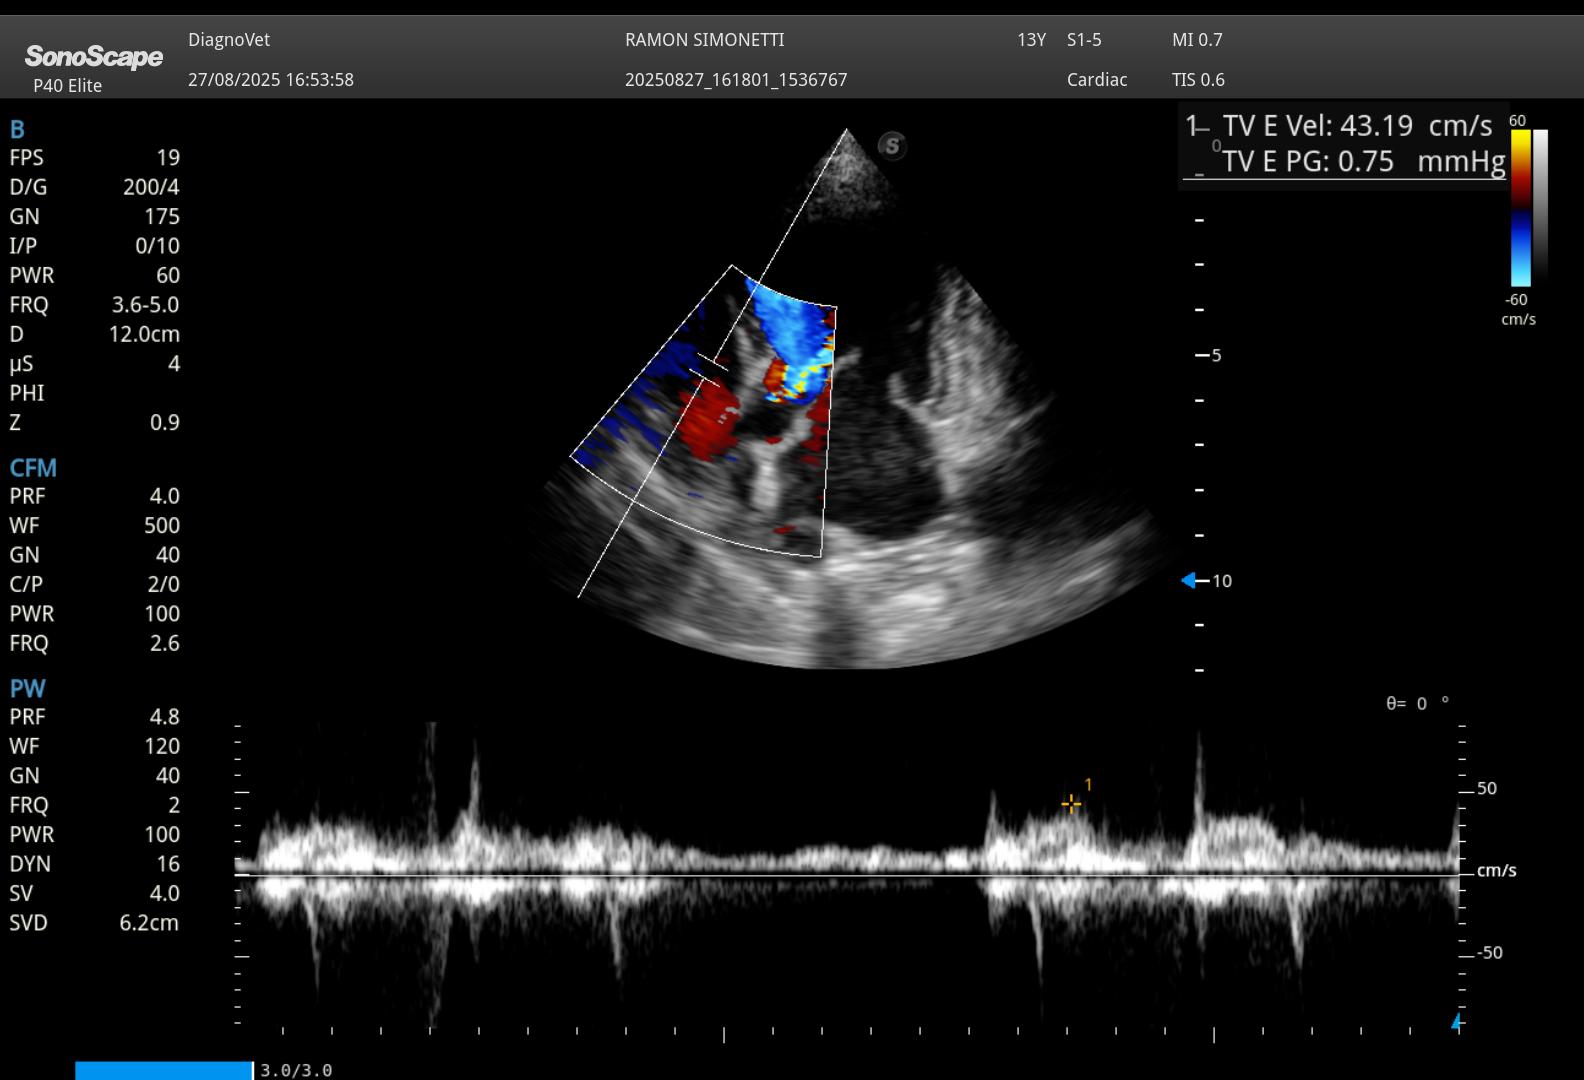 SonoScape
P40 Elite
DiagnoVet
27/08/2025 16:53:58
RAMON SIMONETTI
20250827_161801_1536767
13Y S1-5
Cardiac
MI 0.7
TIS 0.6
B
FPS 19
D/G 200/4
GN 175
I/P 0/10
PWR 60
FRQ 3.6-5.0
D 12.0cm
µS 4
PHI
Z 0.9
CFM
PRF 4.0
WF 500
GN 40
C/P 2/0
PWR 100
FRQ 2.6
PW
PRF 4.8
WF 120
GN 40
FRQ 2
PWR 100
DYN 16
SV 4.0
SVD 6.2cm
S
1 TV E Vel: 43.19 cm/s
0
TV E PG: 0.75 mmHg
60
-60
cm/s
5
10
θ= 0 °
1
50
cm/s
-50
3.0/3.0